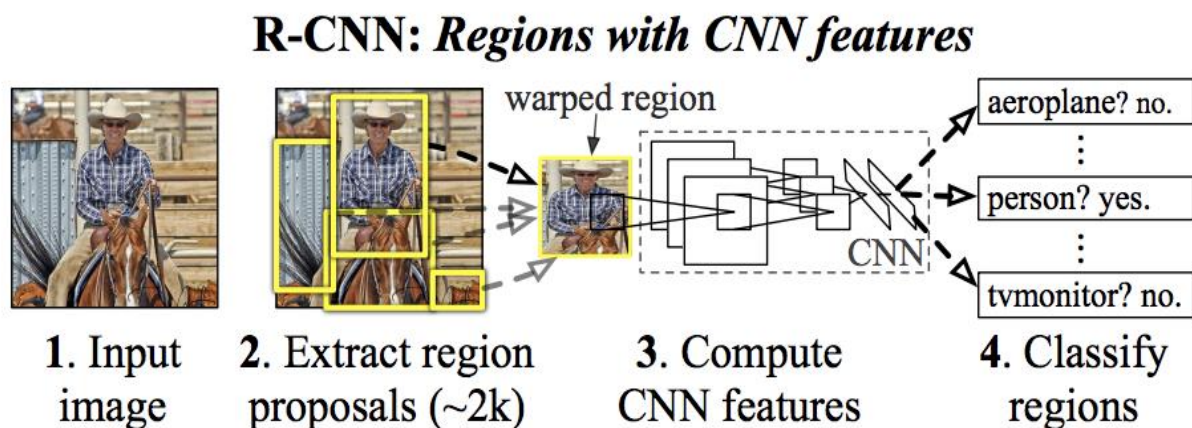 R-CNN: Regions with CNN features
warped region
aeroplane? no.
person? yes.
tvmonitor? no.
CNN
1. Input
image
2. Extract region
proposals (~2k)
3. Compute
CNN features
4. Classify
regions